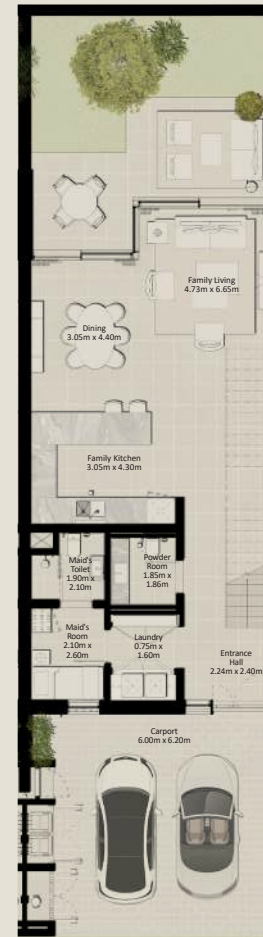 Family Living
4.73m x 6.65m
Dining
3.05m x 4.40m
Family Kitchen
3.05m x 4.30m
Maid's
Toilet
1.90m x
2.10m
Powder
Room
1.85m x
1.86m
Maid's
Room
2.10m x
2.60m
Laundry
0.75m x
1.60m
Entrance
Hall
2.24m x 2.40m
Carport
6.00m x 6.20m